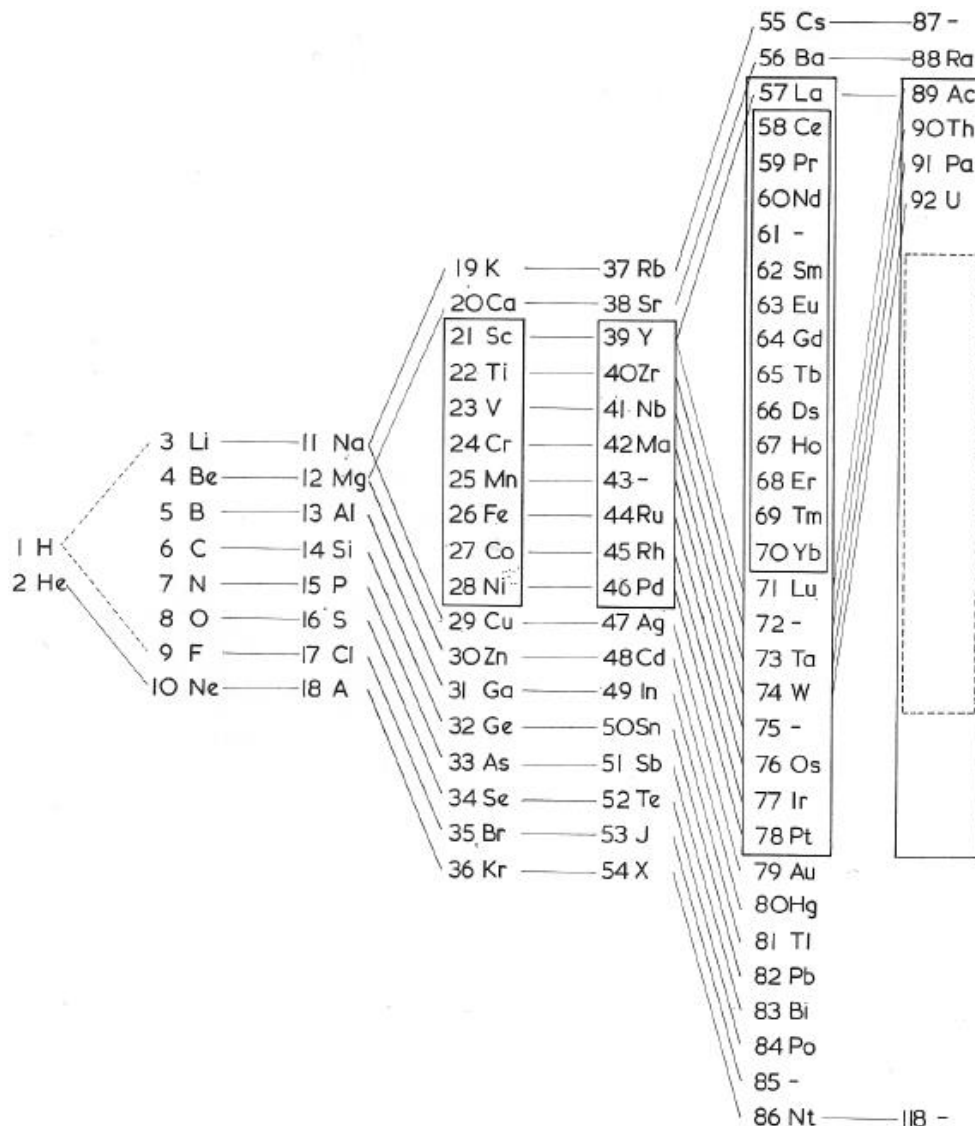 1 H
2 He
3 Li
4 Be
5 B
6 C
7 N
8 O
9 F
10 Ne
11 Na
12 Mg
13 Al
14 Si
15 P
16 S
17 Cl
18 A
19 K
20 Ca
21 Sc
22 Ti
23 V
24 Cr
25 Mn
26 Fe
27 Co
28 Ni
29 Cu
30 Zn
31 Ga
32 Ge
33 As
34 Se
35 Br
36 Kr
37 Rb
38 Sr
39 Y
40 Zr
41 Nb
42 Ma
43 -
44 Ru
45 Rh
46 Pd
47 Ag
48 Cd
49 In
50 Sn
51 Sb
52 Te
53 J
54 X
55 Cs
56 Ba
57 La
58 Ce
59 Pr
60 Nd
61 -
62 Sm
63 Eu
64 Gd
65 Tb
66 Ds
67 Ho
68 Er
69 Tm
70 Yb
71 Lu
72 -
73 Ta
74 W
75 -
76 Os
77 Ir
78 Pt
79 Au
80 Hg
81 Tl
82 Pb
83 Bi
84 Po
85 -
86 Nt
87 -
88 Ra
89 Ac
90 Th
91 Pa
92 U
118 -